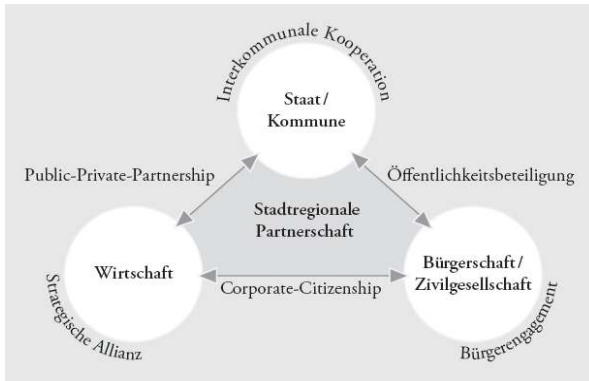 Interkommunale Kooperation
Staat/
Kommune
Public-Private-Partnership
Öffentlichkeitsbeteiligung
Stadtregionale
Partnerschaft
Wirtschaft
Bürgerschaft/
Zivilgesellschaft
Corporate-Citizenship
Strategische Allianz
Bürgerengagement